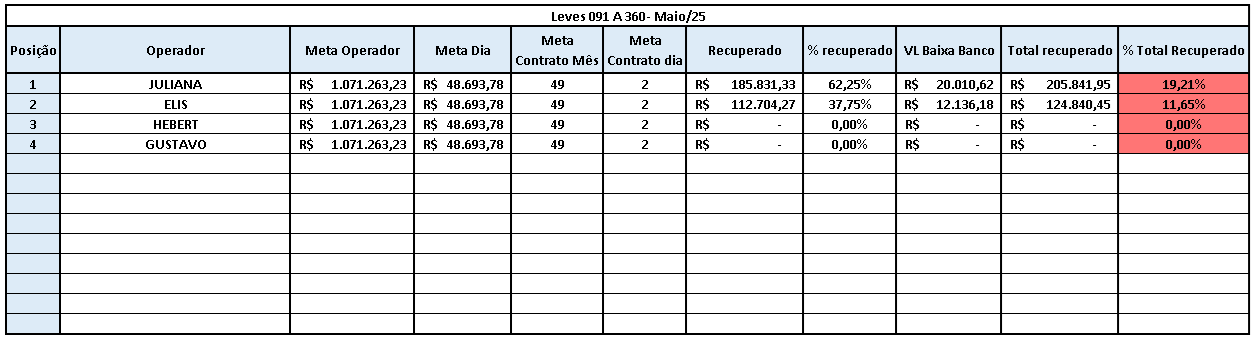 Leves 091 A 360- Maio/25
Posição Operador Meta Operador Meta Dia Meta Contrato Mês Meta Contrato dia Recuperado % recuperado VL Baixa Banco Total recuperado % Total Recuperado
1 JULIANA R$ 1.071.263,23 R$ 48.693,78 49 2 R$ 185.831,33 62,25% R$ 20.010,62 R$ 205.841,95 19,21%
2 ELIS R$ 1.071.263,23 R$ 48.693,78 49 2 R$ 112.704,27 37,75% R$ 12.136,18 R$ 124.840,45 11,65%
3 HEBERT R$ 1.071.263,23 R$ 48.693,78 49 2 R$ - 0,00% R$ - R$ - 0,00%
4 GUSTAVO R$ 1.071.263,23 R$ 48.693,78 49 2 R$ - 0,00% R$ - R$ - 0,00%